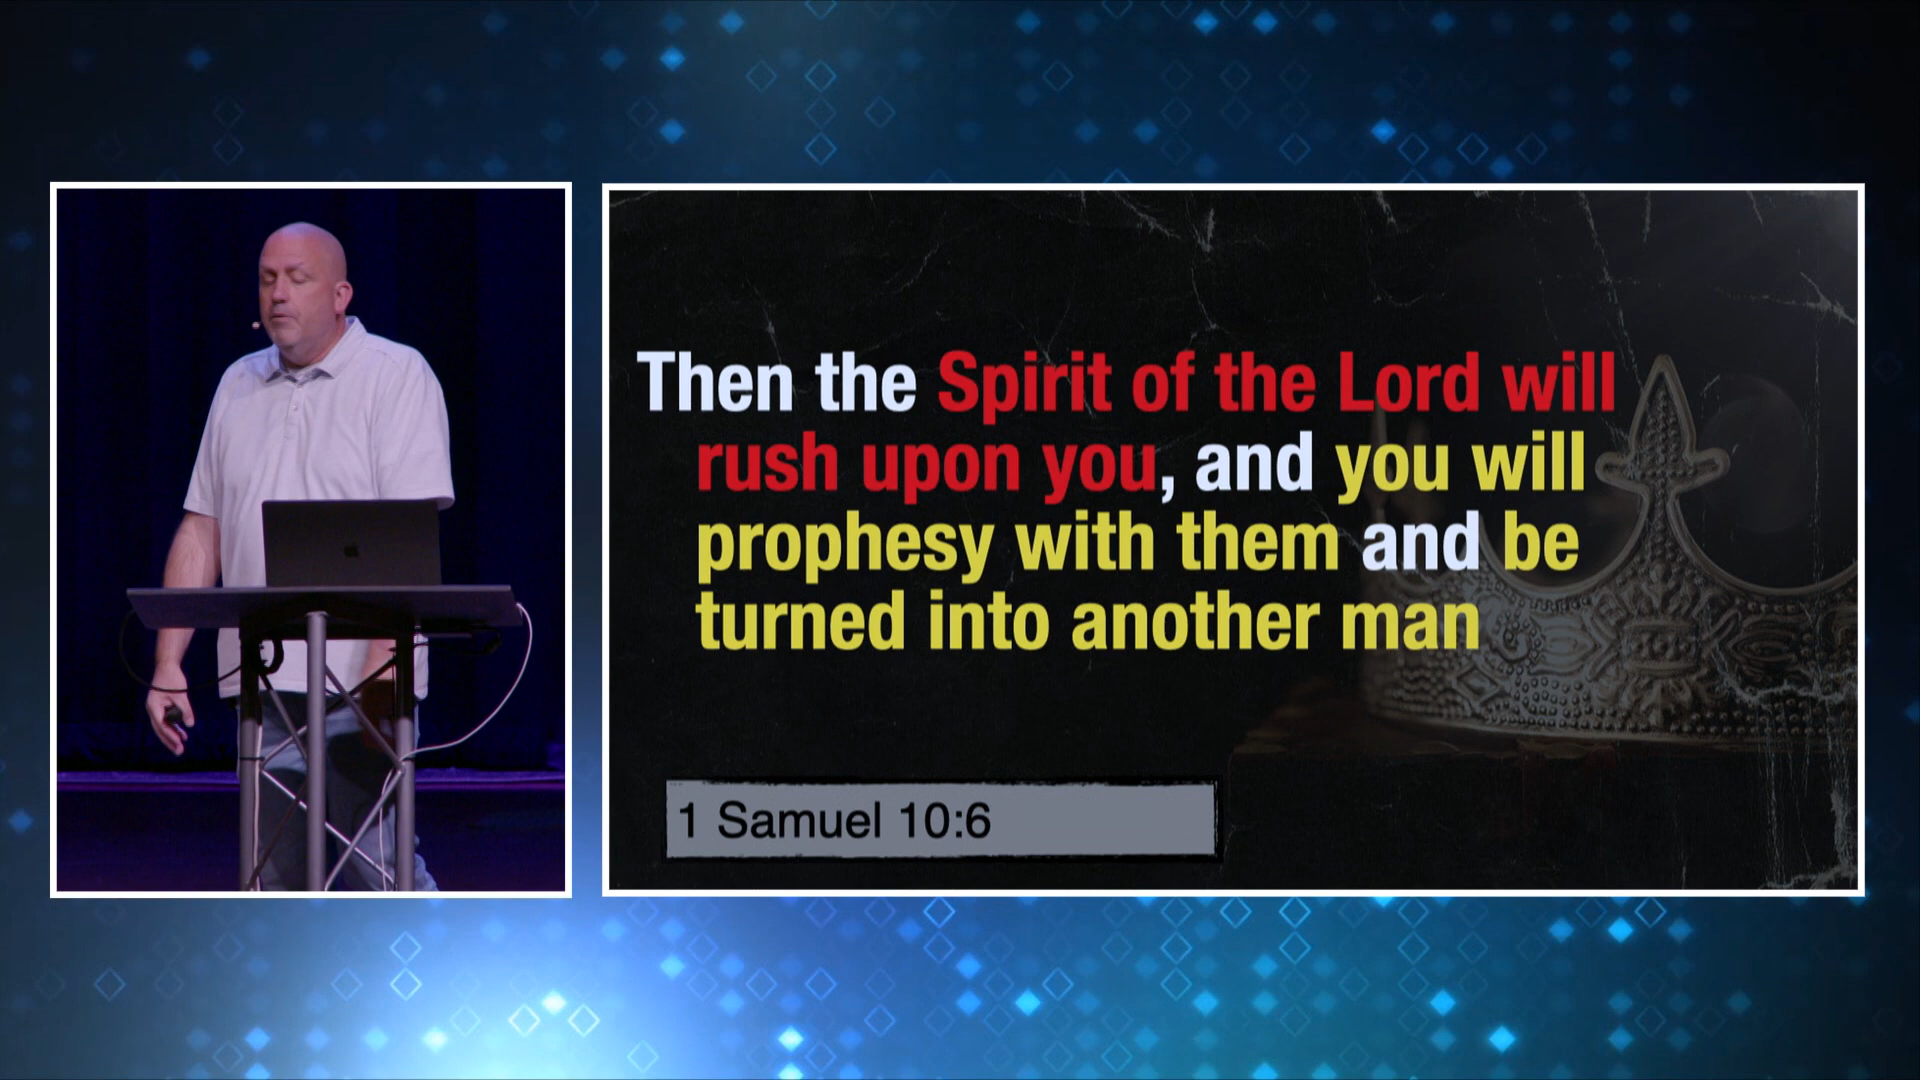 Then the Spirit of the Lord will
rush upon you, and you will
prophesy with them and be
turned into another man
1 Samuel 10:6